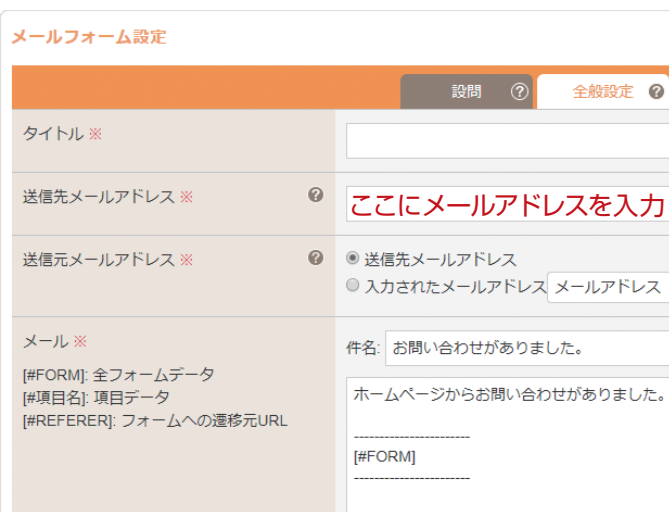 メールフォーム設定
設問 ?
全般設定 ?
タイトル ※
送信先メールアドレス ※ ?
ここにメールアドレスを入力
送信元メールアドレス ※ ?
送信先メールアドレス
入力されたメールアドレス メールアドレス
メール ※
[#FORM]: 全フォームデータ
[#項目名]: 項目データ
[#REFERER]: フォームへの遷移元URL
件名: お問い合わせがありました。
ホームページからお問い合わせがありました。
-----------------------
[#FORM]
-----------------------